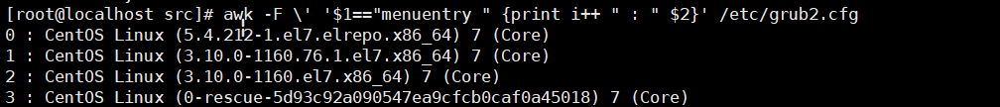 [root@localhost src]# awk -F \' '$1=="menuentry " {print i++ " : " $2}' /etc/grub2.cfg
0 : CentOS Linux (5.4.212-1.el7.elrepo.x86_64) 7 (Core)
1 : CentOS Linux (3.10.0-1160.76.1.el7.x86_64) 7 (Core)
2 : CentOS Linux (3.10.0-1160.el7.x86_64) 7 (Core)
3 : CentOS Linux (0-rescue-5d93c92a090547ea9cfcb0caf0a45018) 7 (Core)